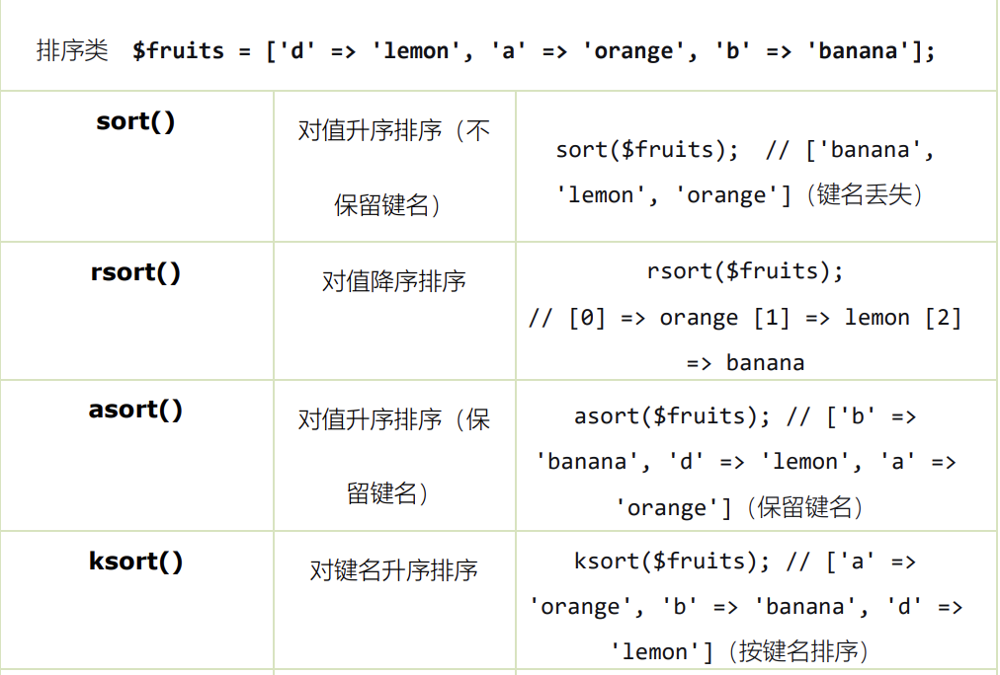 排序类 $fruits = ['d' => 'lemon', 'a' => 'orange', 'b' => 'banana'];
sort()
对值升序排序（不
保留键名）
sort($fruits); // ['banana',
'lemon', 'orange']（键名丢失）
rsort()
对值降序排序
rsort($fruits);
// [0] => orange [1] => lemon [2]
=> banana
asort()
对值升序排序（保
留键名）
asort($fruits); // ['b' =>
'banana', 'd' => 'lemon', 'a' =>
'orange']（保留键名）
ksort()
对键名升序排序
ksort($fruits); // ['a' =>
'orange', 'b' => 'banana', 'd' =>
'lemon']（按键名排序）